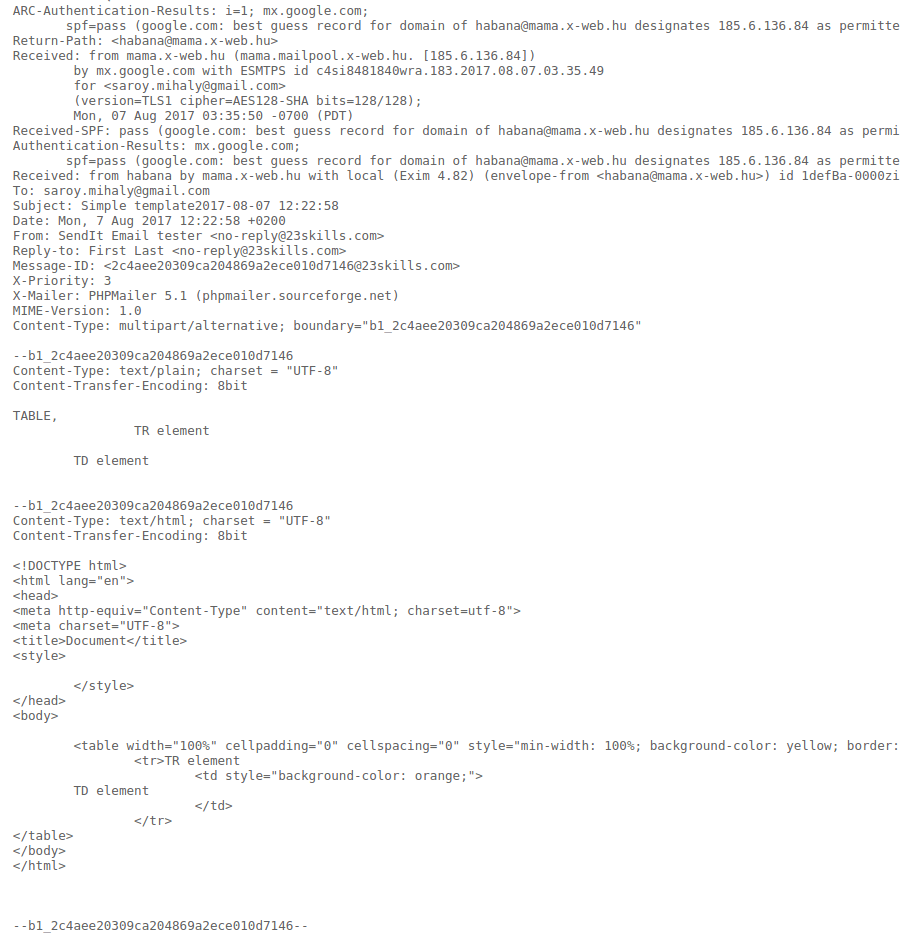 ARC-Authentication-Results: i=1; mx.google.com;
       spf=pass (google.com: best guess record for domain of habana@mama.x-web.hu designates 185.6.136.84 as permitte
Return-Path: <habana@mama.x-web.hu>
Received: from mama.x-web.hu (mama.mailpool.x-web.hu. [185.6.136.84])
        by mx.google.com with ESMTPS id c4si8481840wra.183.2017.08.07.03.35.49
        for <saroy.mihaly@gmail.com>
        (version=TLS1 cipher=AES128-SHA bits=128/128);
        Mon, 07 Aug 2017 03:35:50 -0700 (PDT)
Received-SPF: pass (google.com: best guess record for domain of habana@mama.x-web.hu designates 185.6.136.84 as permi
Authentication-Results: mx.google.com;
       spf=pass (google.com: best guess record for domain of habana@mama.x-web.hu designates 185.6.136.84 as permitte
Received: from habana by mama.x-web.hu with local (Exim 4.82) (envelope-from <habana@mama.x-web.hu>) id 1defBa-0000zi
To: saroy.mihaly@gmail.com
Subject: Simple template2017-08-07 12:22:58
Date: Mon, 7 Aug 2017 12:22:58 +0200
From: SendIt Email tester <no-reply@23skills.com>
Reply-to: First Last <no-reply@23skills.com>
Message-ID: <2c4aee20309ca204869a2ece010d7146@23skills.com>
X-Priority: 3
X-Mailer: PHPMailer 5.1 (phpmailer.sourceforge.net)
MIME-Version: 1.0
Content-Type: multipart/alternative; boundary="b1_2c4aee20309ca204869a2ece010d7146"

--b1_2c4aee20309ca204869a2ece010d7146
Content-Type: text/plain; charset = "UTF-8"
Content-Transfer-Encoding: 8bit

TABLE,
                TR element

        TD element


--b1_2c4aee20309ca204869a2ece010d7146
Content-Type: text/html; charset = "UTF-8"
Content-Transfer-Encoding: 8bit

<!DOCTYPE html>
<html lang="en">
<head>
<meta http-equiv="Content-Type" content="text/html; charset=utf-8">
<meta charset="UTF-8">
<title>Document</title>
<style>

        </style>
</head>
<body>

        <table width="100%" cellpadding="0" cellspacing="0" style="min-width: 100%; background-color: yellow; border:
                <tr>TR element
                        <td style="background-color: orange;">
        TD element
                        </td>
                </tr>
</table>
</body>
</html>



--b1_2c4aee20309ca204869a2ece010d7146--